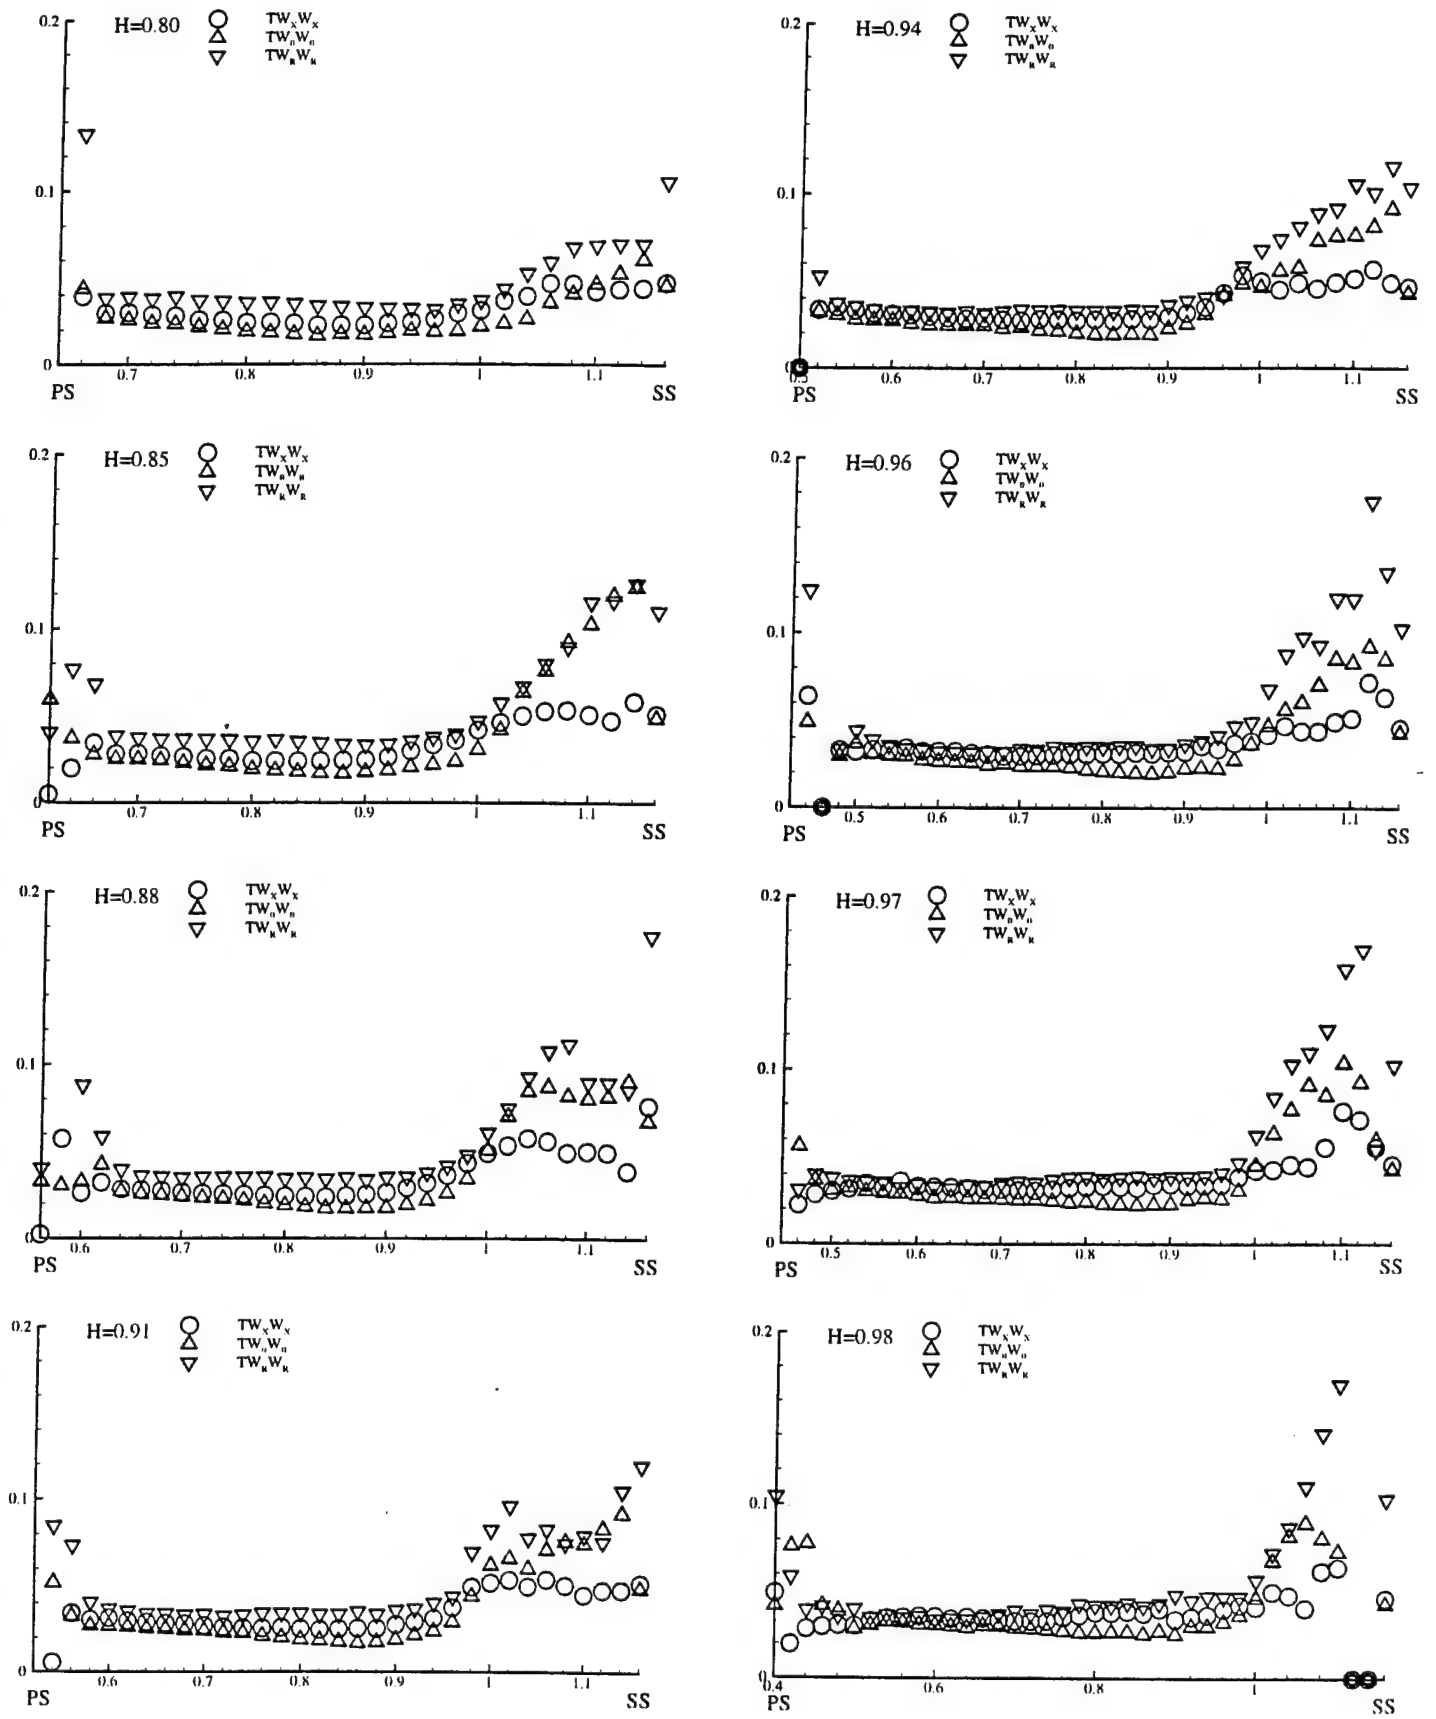 0.2
H=0.80
TWxWx
TWθWθ
TWRWR
0.1
0
0.7 0.8 0.9 1 1.1
PS SS
0.2
H=0.94
TWxWx
TWθWθ
TWRWR
0.1
0.5 0.6 0.7 0.8 0.9 1 1.1
PS SS
0.2
H=0.85
TWxWx
TWθWθ
TWRWR
0.1
0
0.7 0.8 0.9 1 1.1
PS SS
0.2
H=0.96
TWxWx
TWθWθ
TWRWR
0.1
0
0.5 0.6 0.7 0.8 0.9 1 1.1
PS SS
0.2
H=0.88
TWxWx
TWθWθ
TWRWR
0.1
0
0.6 0.7 0.8 0.9 1 1.1
PS SS
0.2
H=0.97
TWxWx
TWθWθ
TWRWR
0.1
0
0.5 0.6 0.7 0.8 0.9 1 1.1
PS SS
0.2
H=0.91
TWxWx
TWθWθ
TWRWR
0.1
0
0.6 0.7 0.8 0.9 1 1.1
PS SS
0.2
H=0.98
TWxWx
TWθWθ
TWRWR
0.1
0
0.4 0.6 0.8 1
PS SS